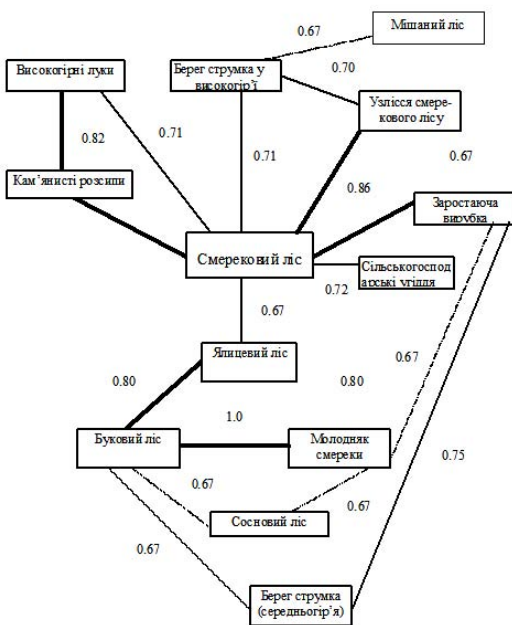 0.67
Мішаний ліс
Високогірні луки
Берег струмка у
високогір’ї
0.70
Узлісся смере-
кового лісу
0.82
0.71
0.71
0.67
Кам’янисті розсипи
0.86
Заростаюча
вирубка
Смерековий ліс
Сільськогоспод
арські угіддя
0.72
0.67
Ялицевий ліс
0.67
0.80
0.80
1.0
Буковий ліс
Молодняк
смереки
0.75
0.67
0.67
Сосновий ліс
0.67
Берег струмка
(середньогір’я)